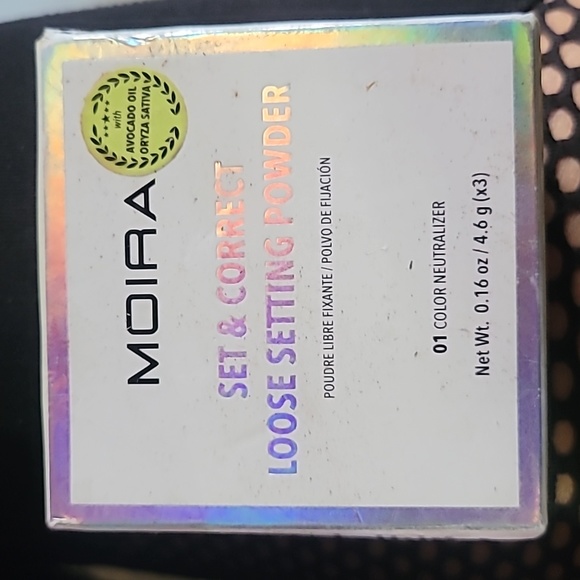 with
AVOCADO OIL
ORYZA SATIVA
MOIRA
SET & CORRECT
LOOSE SETTING POWDER
POUDRE LIBRE FIXANTE / POLVO DE FIJACIÓN
01 COLOR NEUTRALIZER
Net Wt. 0.16 oz / 4.6 g (x3)